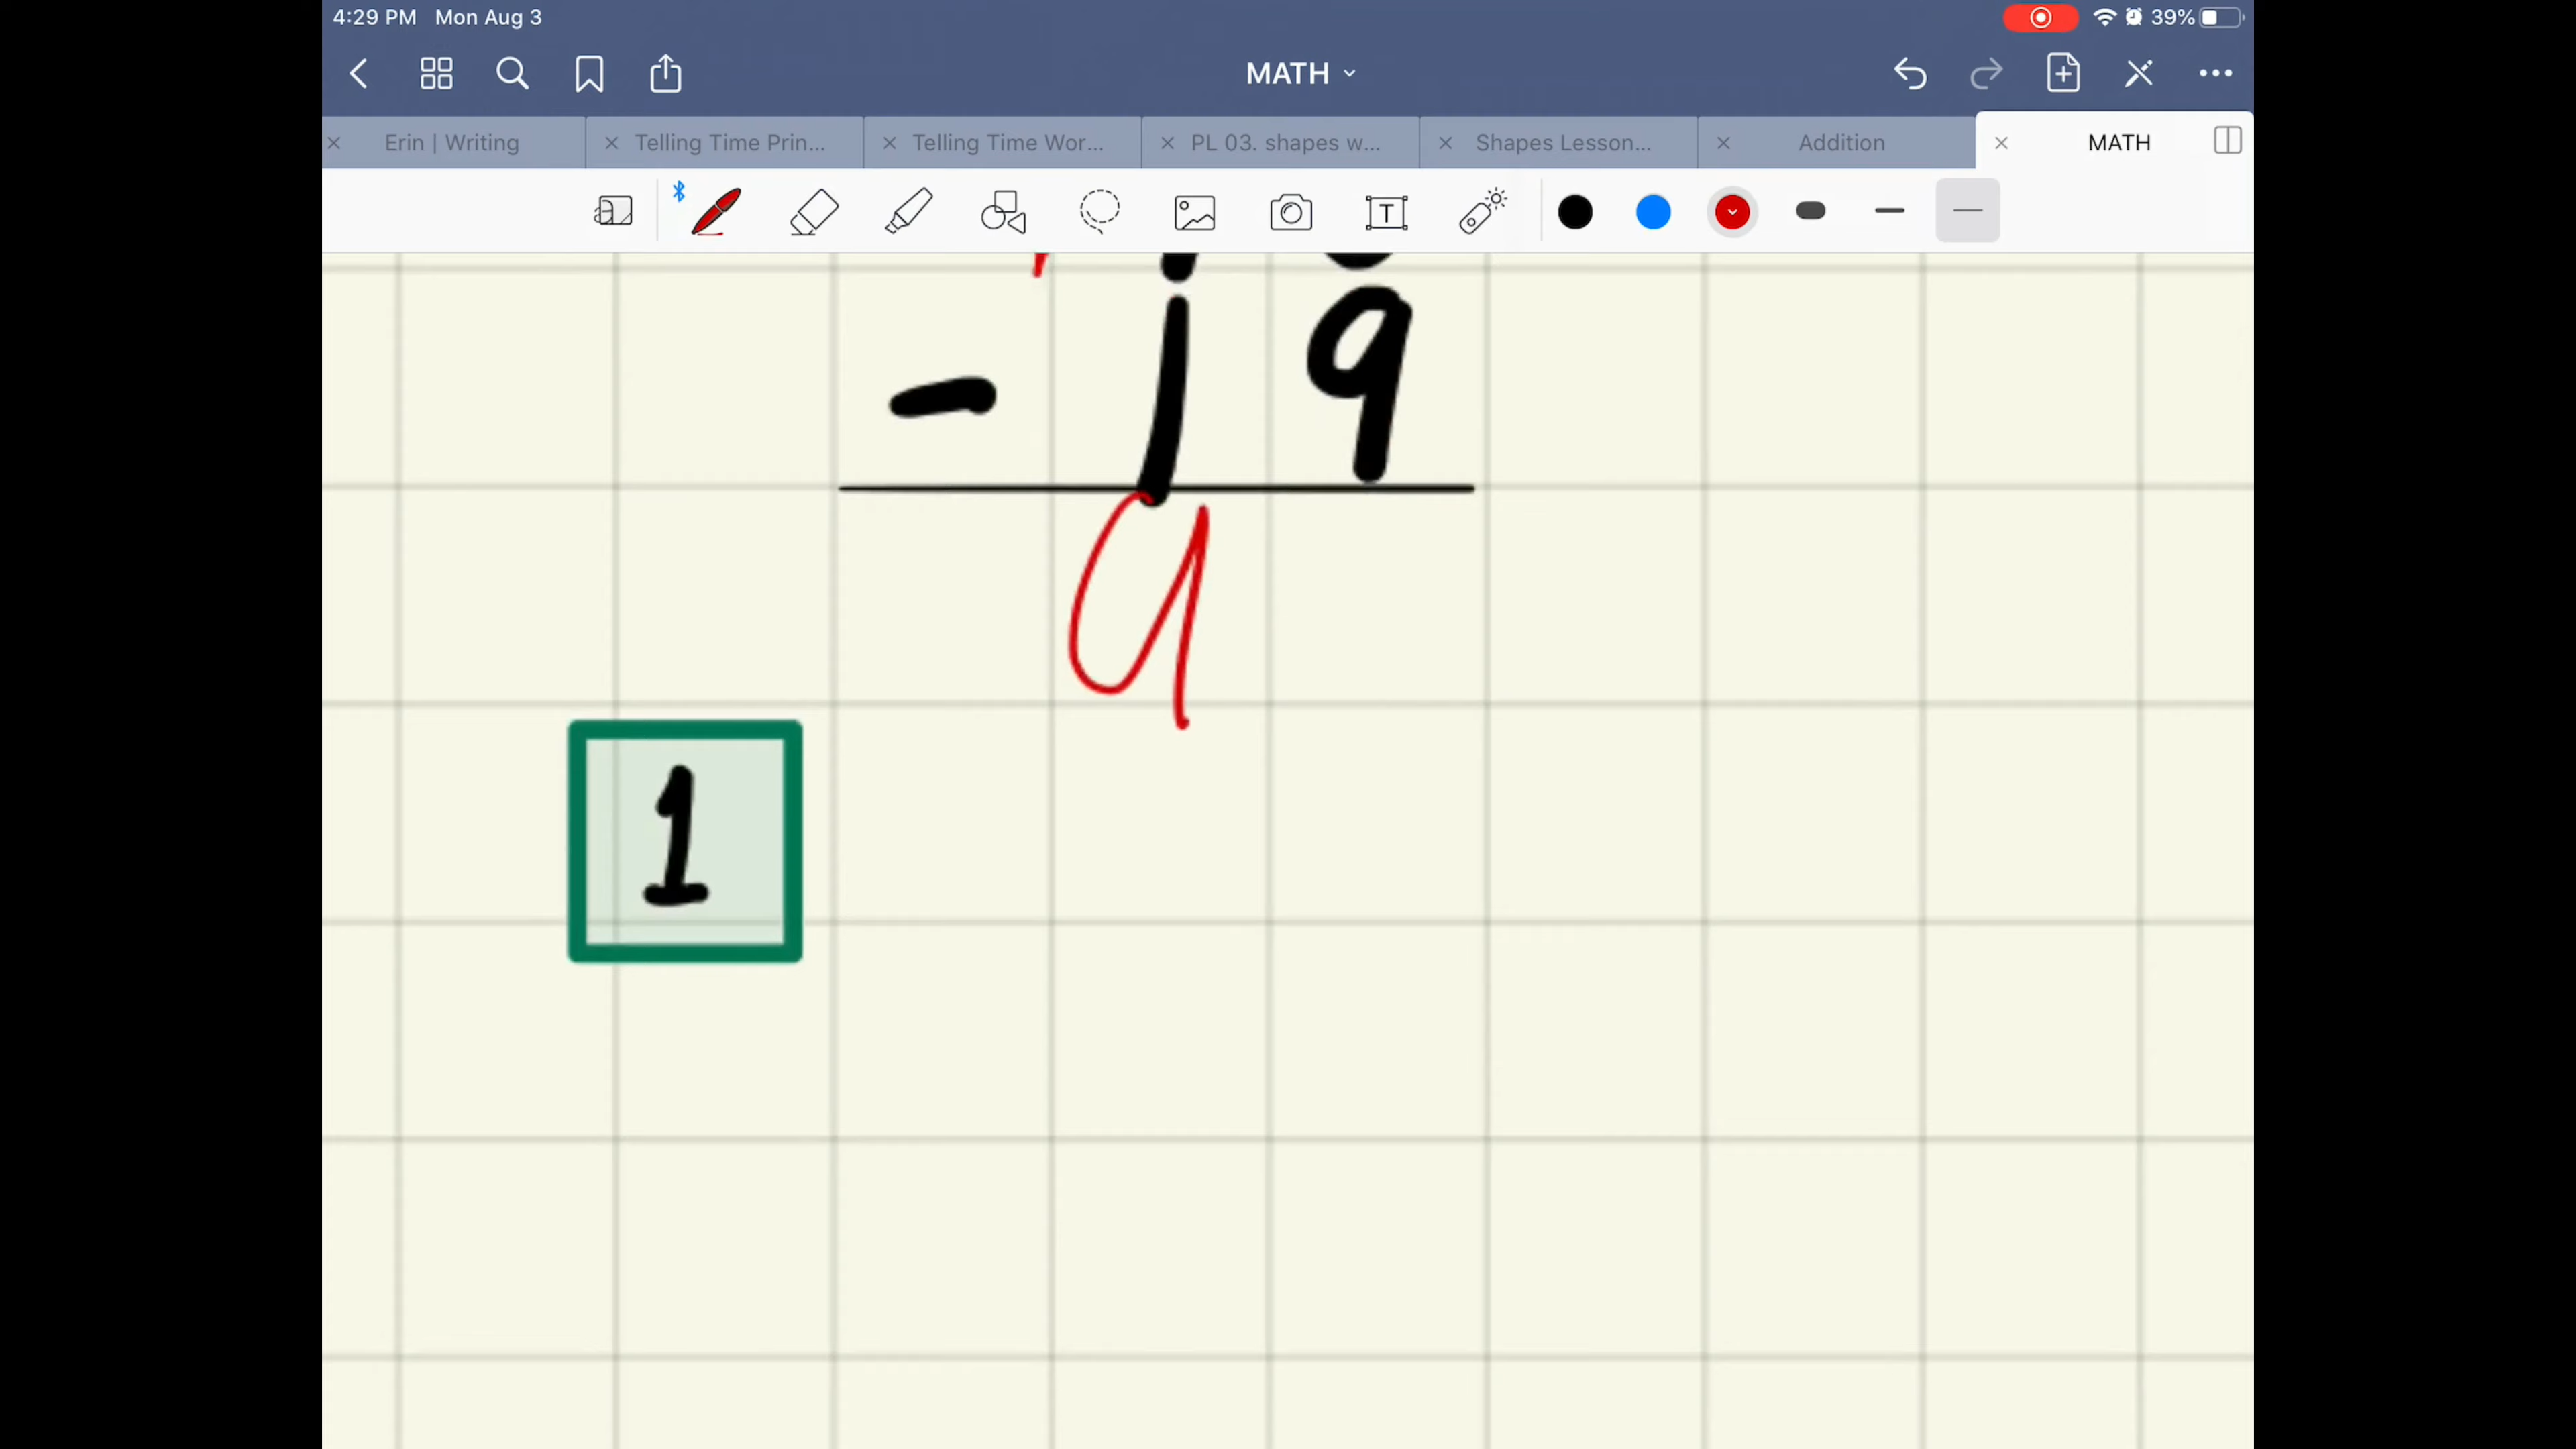 4:29 PM Mon Aug 3
39%
MATH
Erin | Writing
Telling Time Prin...
Telling Time Wor...
PL 03. shapes w...
Shapes Lesson...
Addition
MATH
- 1 9
9
1